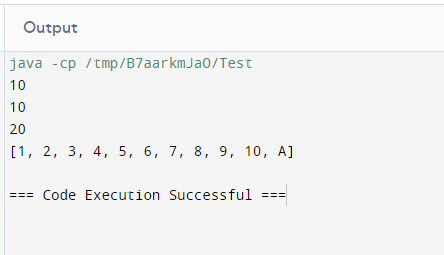 Output
java -cp /tmp/B7aarkmJaO/Test
10
10
20
[1, 2, 3, 4, 5, 6, 7, 8, 9, 10, A]
=== Code Execution Successful ===